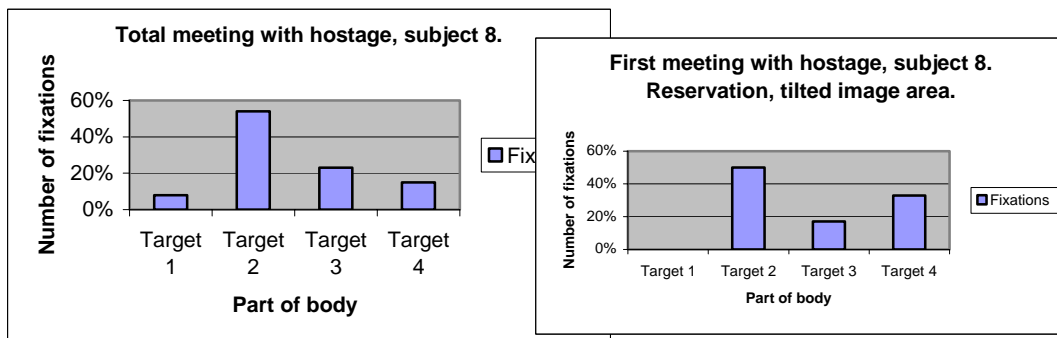 Total meeting with hostage, subject 8.
Number of fixations
60%
40%
20%
0%
Target 1
Target 2
Target 3
Target 4
Part of body
First meeting with hostage, subject 8.
Reservation, tilted image area.
Number of fixations
60%
40%
20%
0%
Target 1
Target 2
Target 3
Target 4
Part of body
Fixations